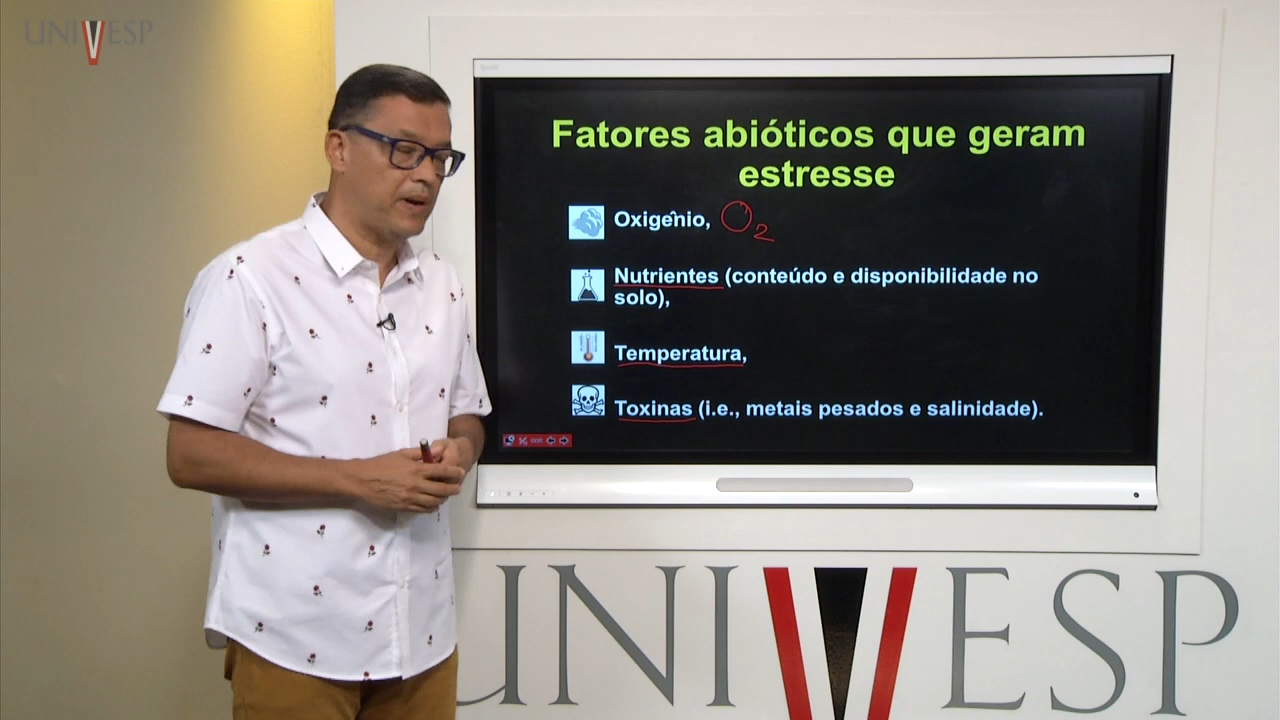 UNIVESP
Fatores abióticos que geram
estresse
Oxigênio, O2
Nutrientes (conteúdo e disponibilidade no
solo),
Temperatura,
Toxinas (i.e., metais pesados e salinidade).
UNIVESP